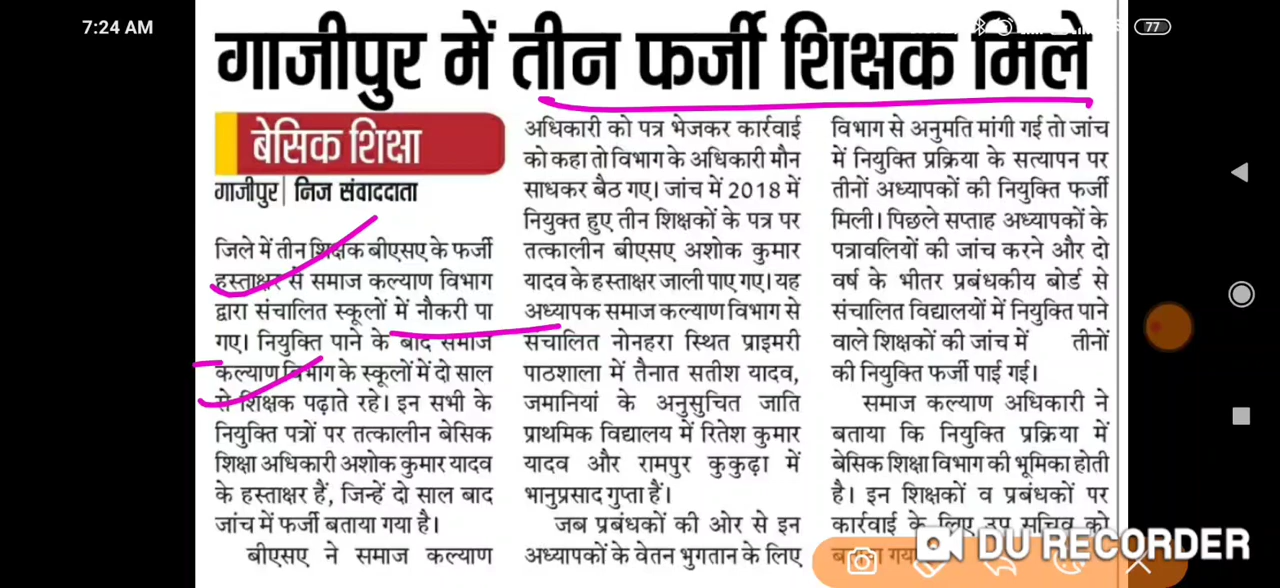 7:24 AM
77
गाजीपुर में तीन फर्जी शिक्षक मिले
बेसिक शिक्षा
गाजीपुर| निज संवाददाता
जिले में तीन शिक्षक बीएसए के फर्जी
हस्ताक्षर से समाज कल्याण विभाग
द्वारा संचालित स्कूलों में नौकरी पा
गए। नियुक्ति पाने के बाद समाज
कल्याण विभाग के स्कूलों में दो साल
से शिक्षक पढ़ाते रहे। इन सभी के
नियुक्ति पत्रों पर तत्कालीन बेसिक
शिक्षा अधिकारी अशोक कुमार यादव
के हस्ताक्षर हैं, जिन्हें दो साल बाद
जांच में फर्जी बताया गया है।
बीएसए ने समाज कल्याण
अधिकारी को पत्र भेजकर कार्रवाई
को कहा तो विभाग के अधिकारी मौन
साधकर बैठ गए। जांच में 2018 में
नियुक्त हुए तीन शिक्षकों के पत्र पर
तत्कालीन बीएसए अशोक कुमार
यादव के हस्ताक्षर जाली पाए गए। यह
अध्यापक समाज कल्याण विभाग से
संचालित नोनहरा स्थित प्राइमरी
पाठशाला में तैनात सतीश यादव,
जमानियां के अनुसुचित जाति
प्राथमिक विद्यालय में रितेश कुमार
यादव और रामपुर कुकुढ़ा में
भानुप्रसाद गुप्ता हैं।
जब प्रबंधकों की ओर से इन
अध्यापकों के वेतन भुगतान के लिए
विभाग से अनुमति मांगी गई तो जांच
में नियुक्ति प्रक्रिया के सत्यापन पर
तीनों अध्यापकों की नियुक्ति फर्जी
मिली। पिछले सप्ताह अध्यापकों के
पत्रावलियों की जांच करने और दो
वर्ष के भीतर प्रबंधकीय बोर्ड से
संचालित विद्यालयों में नियुक्ति पाने
वाले शिक्षकों की जांच में तीनों
की नियुक्ति फर्जी पाई गई।
समाज कल्याण अधिकारी ने
बताया कि नियुक्ति प्रक्रिया में
बेसिक शिक्षा विभाग की भूमिका होती
है। इन शिक्षकों व प्रबंधकों पर
कार्रवाई के लिए उप सचिव को
DU RECORDER